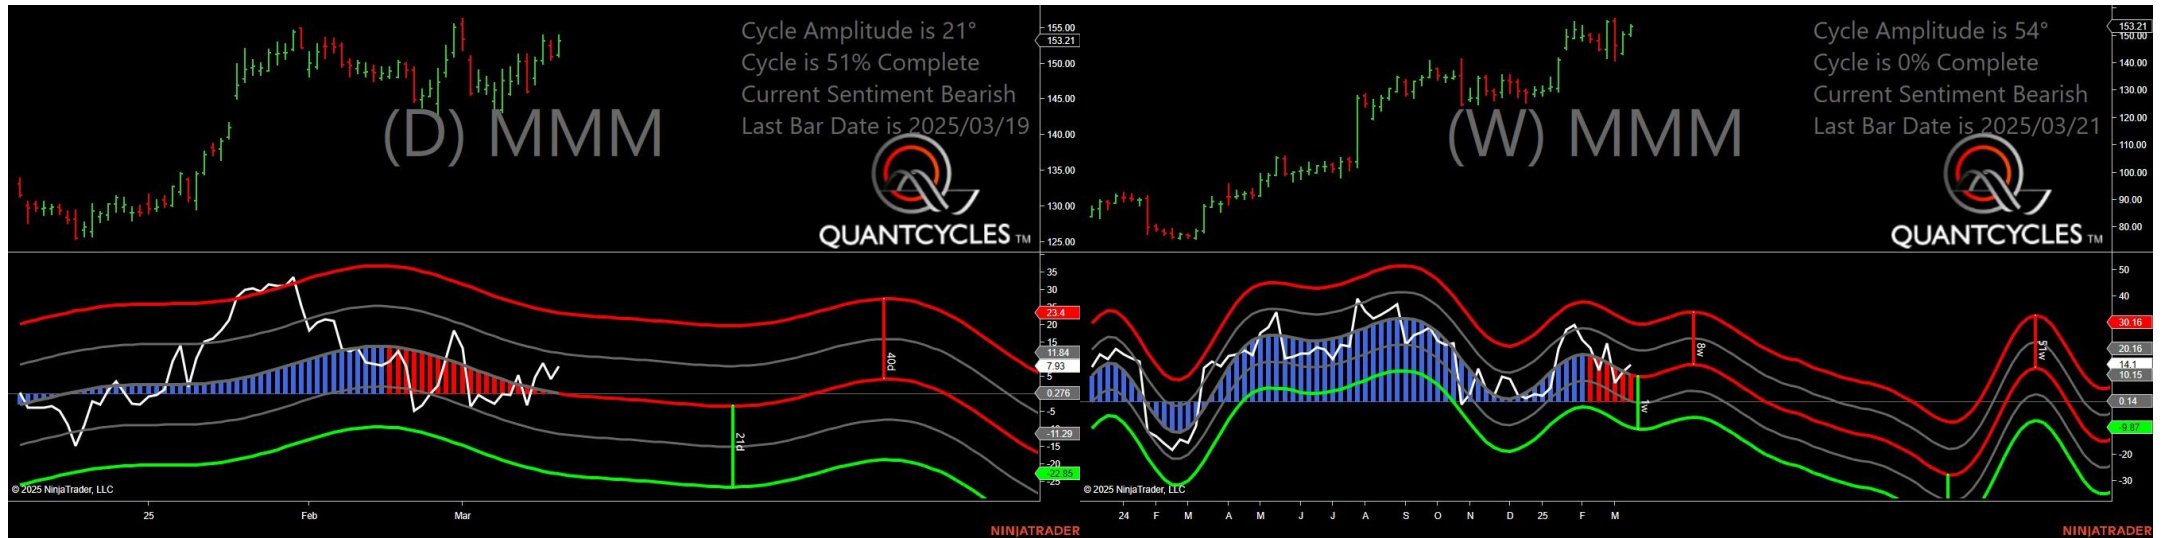 Cycle Amplitude is 21°
Cycle is 51% Complete
Current Sentiment Bearish
Last Bar Date is 2025/03/19
(D) MMM
QUANTCYCLES TM
155.00
153.21
150.00
145.00
140.00
135.00
130.00
125.00
35
30
23.4
20
11.84
7.93
5
0.276
-5
-11.29
-15
-20
-22.85
-25
40d
21d
© 2025 NinjaTrader, LLC
25
Feb
Mar
NINJATRADER
Cycle Amplitude is 54°
Cycle is 0% Complete
Current Sentiment Bearish
Last Bar Date is 2025/03/21
(W) MMM
QUANTCYCLES TM
153.21
150.00
140.00
130.00
120.00
110.00
100.00
90.00
80.00
50
40
30.16
20.16
14.1
10.15
0.14
-9.87
-20
-30
8w
51w
1w
© 2025 NinjaTrader, LLC
24 F M A M J J A S O N D 25 F M
NINJATRADER